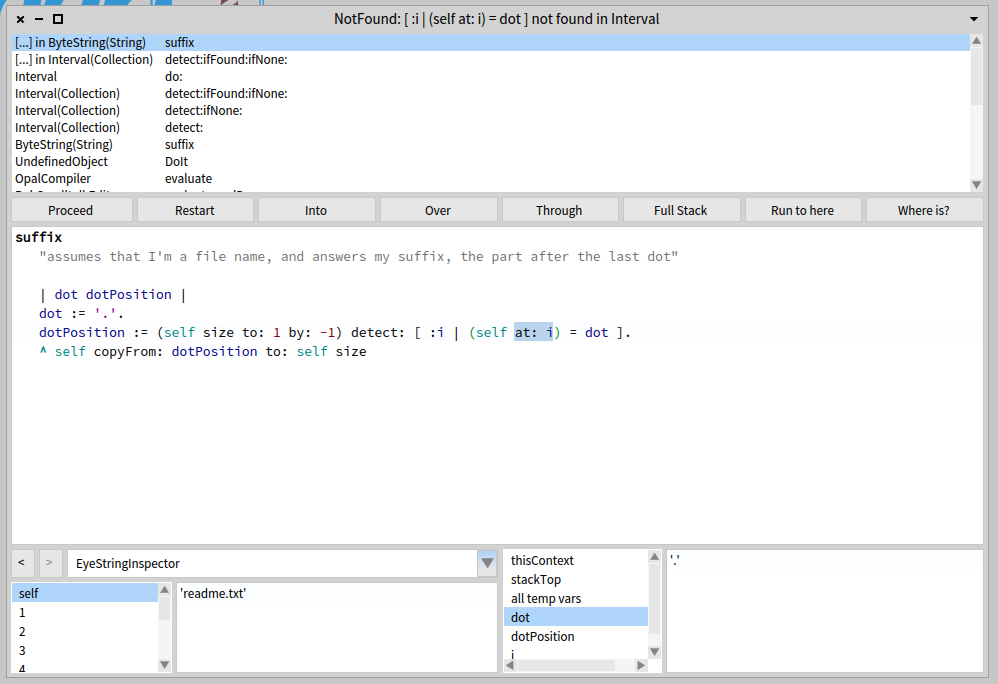 NotFound: [ :i | (self at: i) = dot ] not found in Interval
[...] in ByteString(String) suffix
[...] in Interval(Collection) detect:ifFound:ifNone:
Interval do:
Interval(Collection) detect:ifFound:ifNone:
Interval(Collection) detect:ifNone:
Interval(Collection) detect:
ByteString(String) suffix
UndefinedObject DoIt
OpalCompiler evaluate
Proceed Restart Into Over Through Full Stack Run to here Where is?
suffix
"assumes that I'm a file name, and answers my suffix, the part after the last dot"
| dot dotPosition |
dot := '.'.
dotPosition := (self size to: 1 by: -1) detect: [ :i | (self at: i) = dot ].
^ self copyFrom: dotPosition to: self size
< > EyeStringInspector
self
1
2
3
4
'readme.txt'
thisContext
stackTop
all temp vars
dot
dotPosition
i
'.'